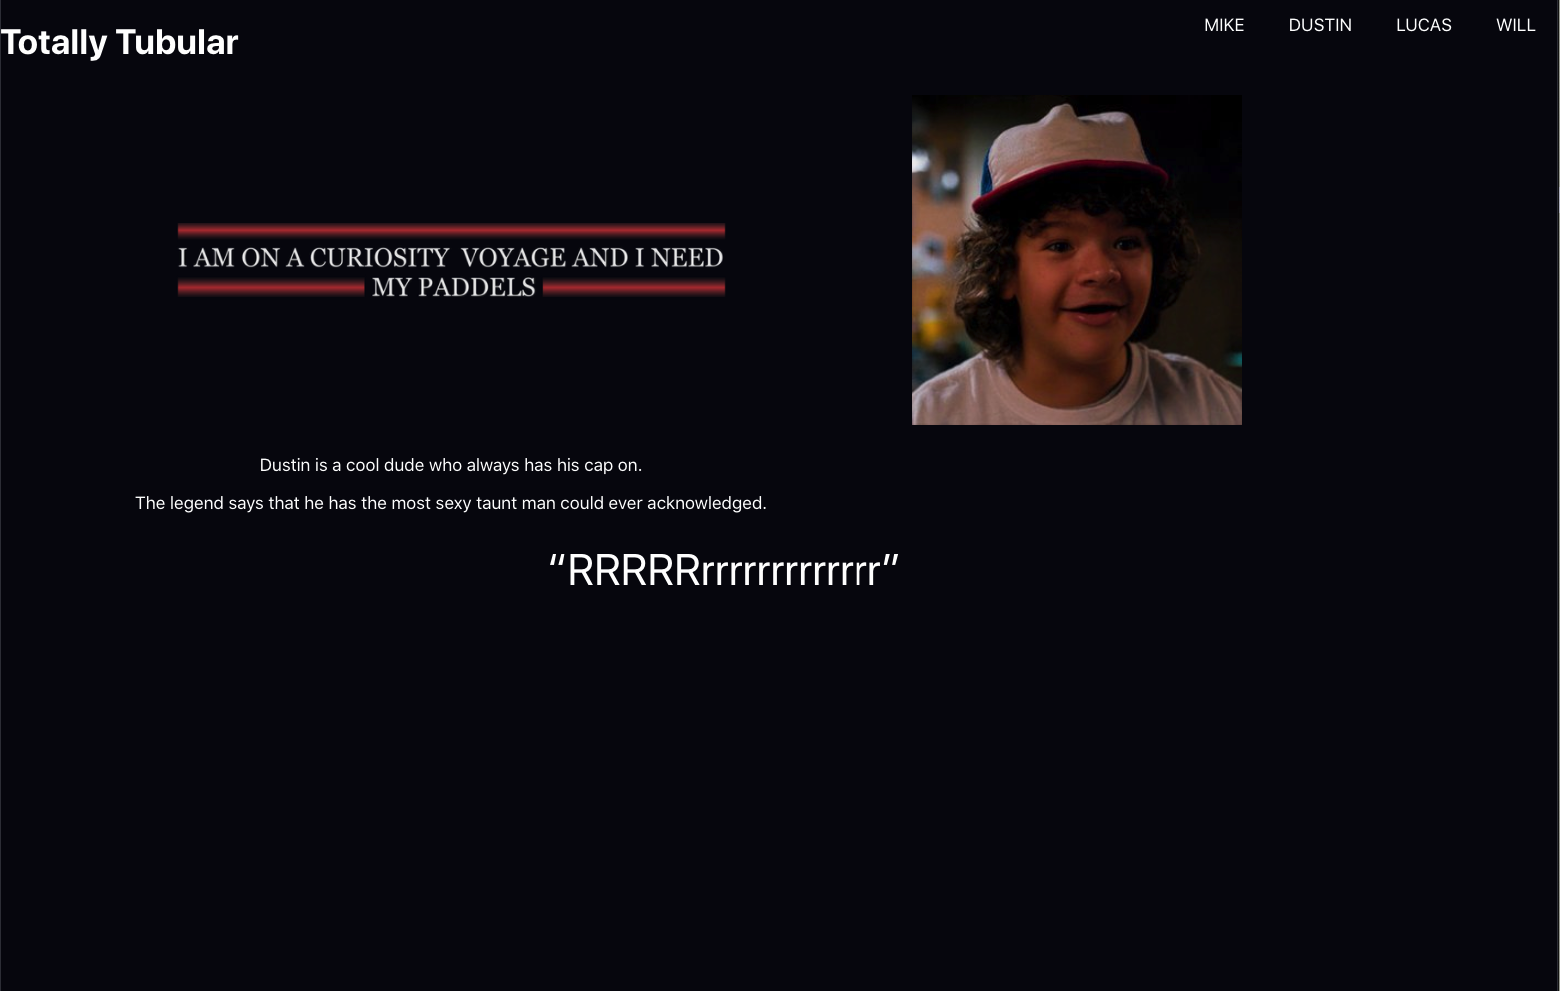 Totally Tubular
MIKE DUSTIN LUCAS WILL
I AM ON A CURIOSITY VOYAGE AND I NEED
MY PADDELS
Dustin is a cool dude who always has his cap on.
The legend says that he has the most sexy taunt man could ever acknowledged.
“RRRRRrrrrrrrrrrrrr”